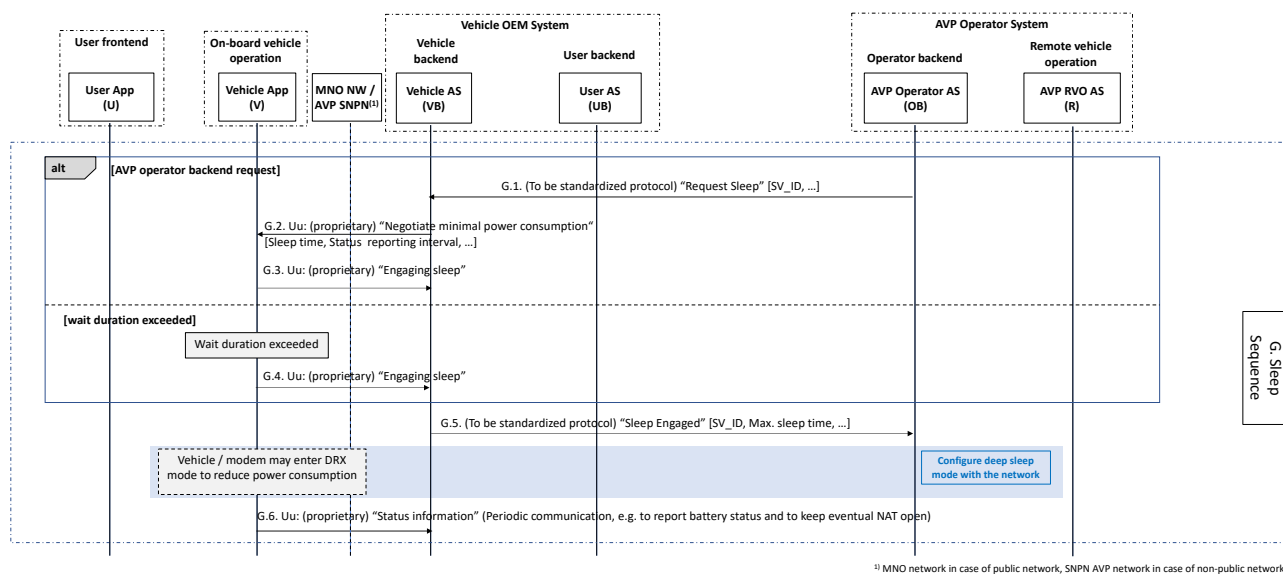 Vehicle OEM System
AVP Operator System
User frontend
On-board vehicle
operation
Vehicle
backend
User backend
Operator backend
Remote vehicle
operation
User App
(U)
Vehicle App
(V)
MNO NW /
AVP SNPN(1)
Vehicle AS
(VB)
User AS
(UB)
AVP Operator AS
(OB)
AVP RVO AS
(R)
alt
[AVP operator backend request]
G.1. (To be standardized protocol) “Request Sleep” [SV_ID, ...]
G.2. Uu: (proprietary) “Negotiate minimal power consumption“
[Sleep time, Status reporting interval, ...]
G.3. Uu: (proprietary) “Engaging sleep”
[wait duration exceeded]
Wait duration exceeded
G.4. Uu: (proprietary) “Engaging sleep”
G. Sleep
Sequence
G.5. (To be standardized protocol) “Sleep Engaged” [SV_ID, Max. sleep time, ...]
Vehicle / modem may enter DRX
mode to reduce power consumption
Configure deep sleep
mode with the network
G.6. Uu: (proprietary) “Status information” (Periodic communication, e.g. to report battery status and to keep eventual NAT open)
1) MNO network in case of public network, SNPN AVP network in case of non-public network